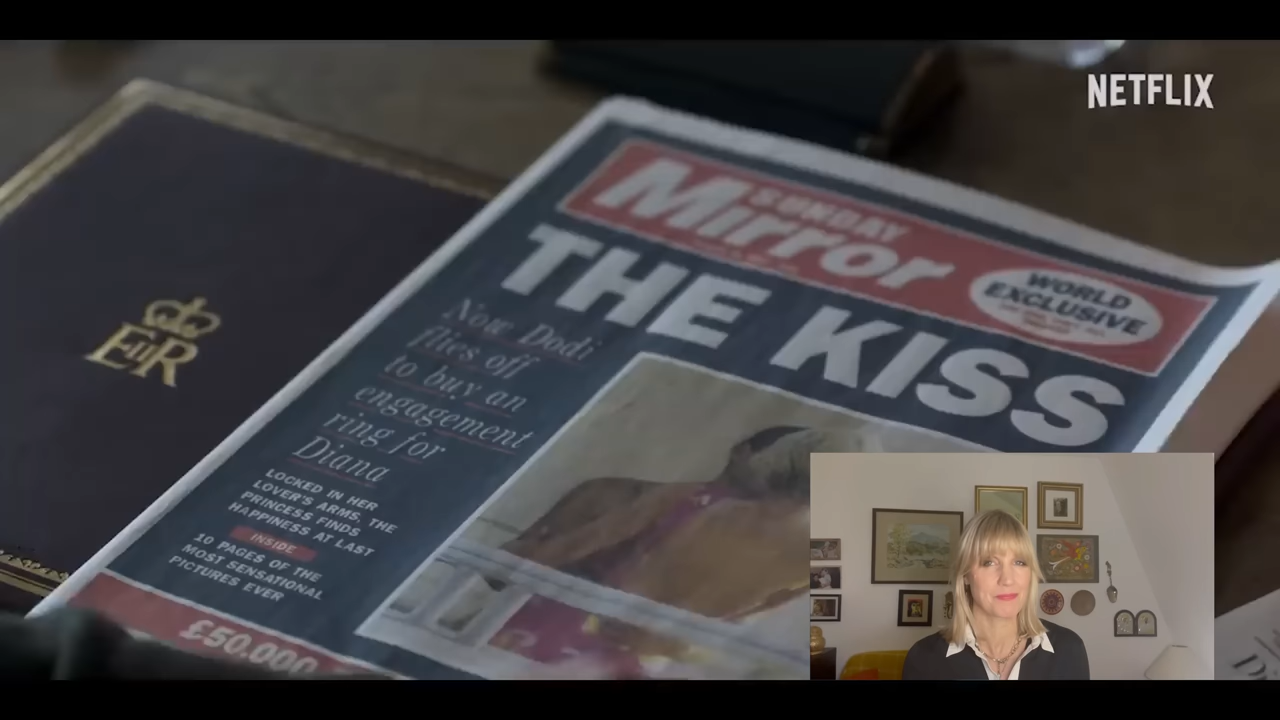 NETFLIX
EIIR
SUNDAY
Mirror
WORLD
EXCLUSIVE
THE KISS
Now Dodi
flies off
to buy an
engagement
ring for
Diana
LOCKED IN HER
LOVER'S ARMS, THE
PRINCESS FINDS
HAPPINESS AT LAST
INSIDE
10 PAGES OF THE
MOST SENSATIONAL
PICTURES EVER
£50,000